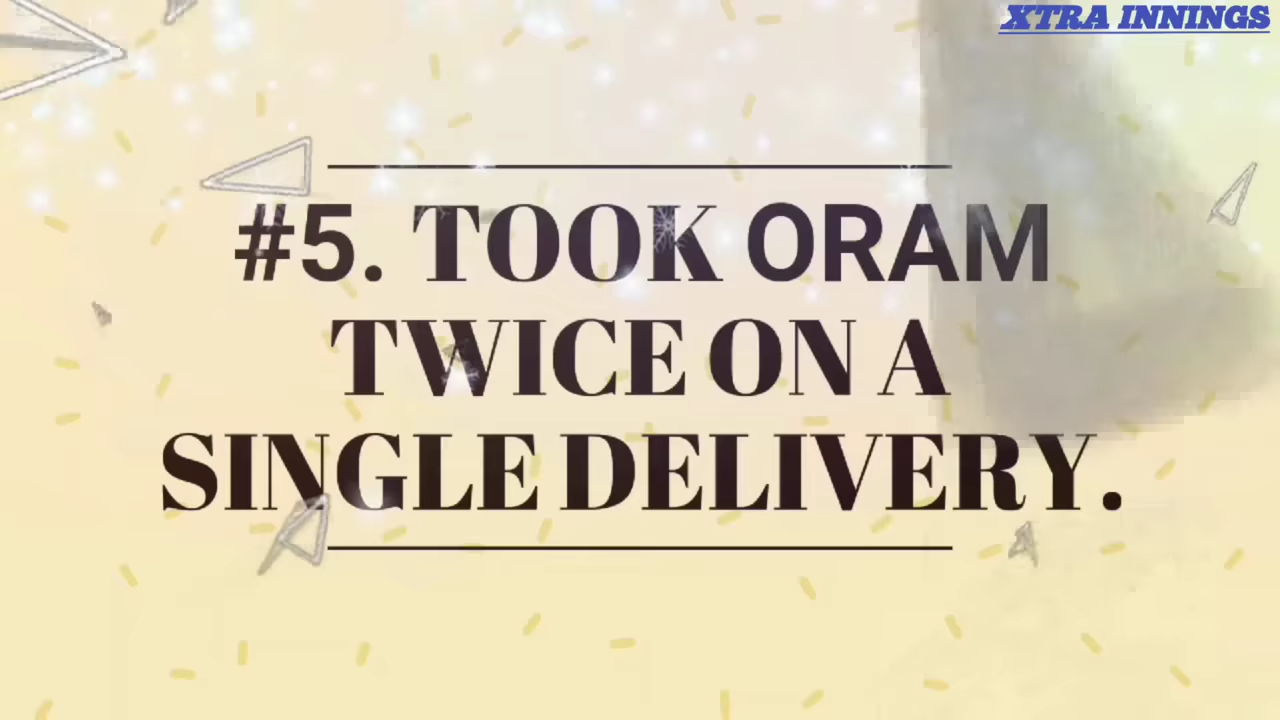 XTRA INNINGS
#5. TOOK ORAM
TWICE ON A
SINGLE DELIVERY.